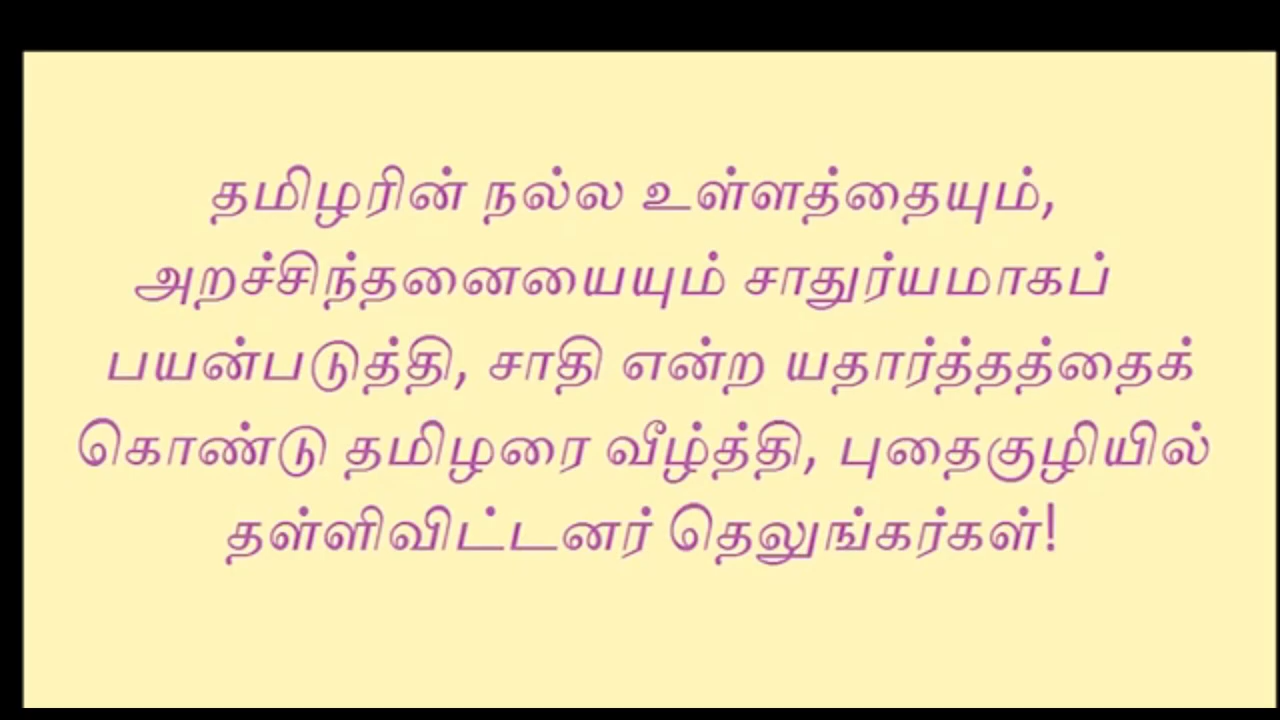 தமிழரின் நல்ல உள்ளத்தையும்,
அறச்சிந்தனையையும் சாதுர்யமாகப்
பயன்படுத்தி, சாதி என்ற யதார்த்தத்தைக்
கொண்டு தமிழரை வீழ்த்தி, புதைகுழியில்
தள்ளிவிட்டனர் தெலுங்கர்கள்!